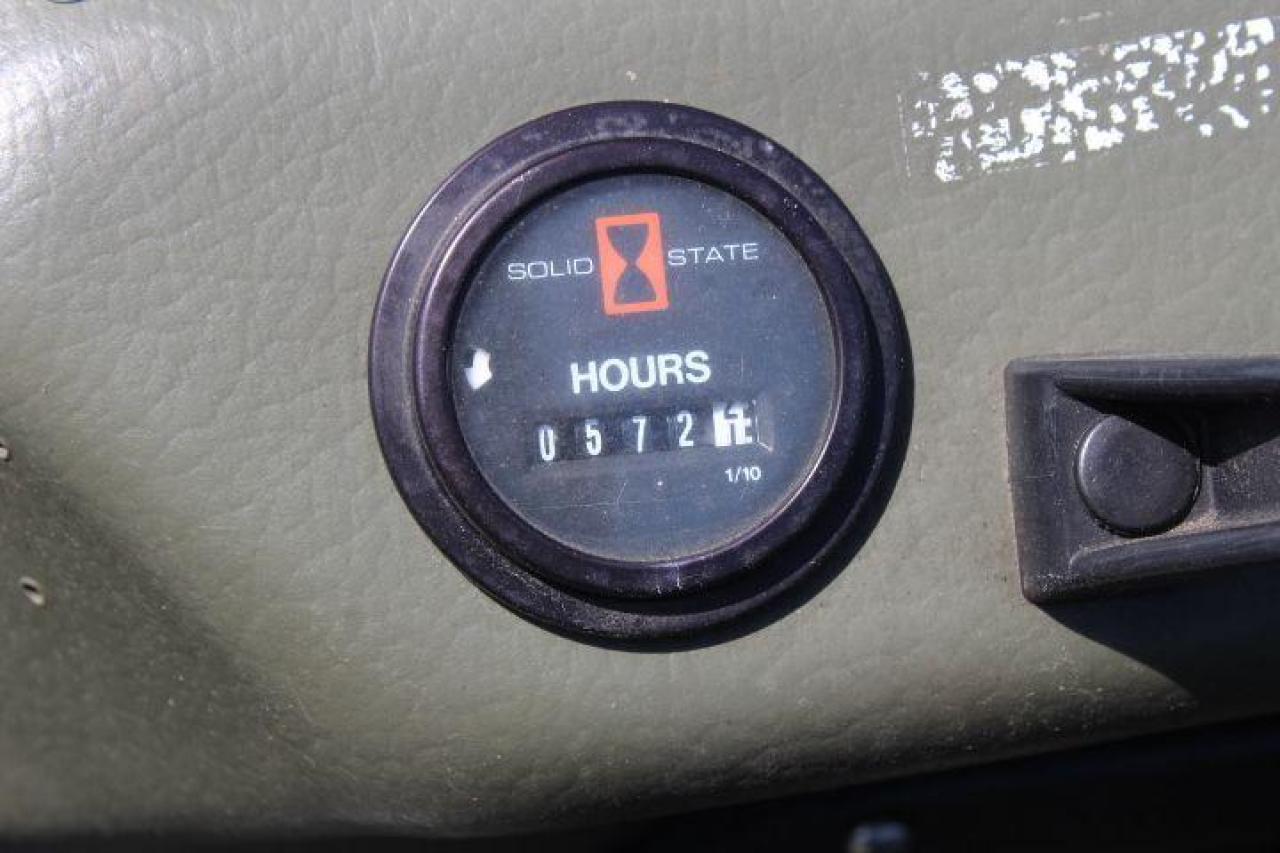 SOLID STATE
HOURS
0 5 7 2
1/10